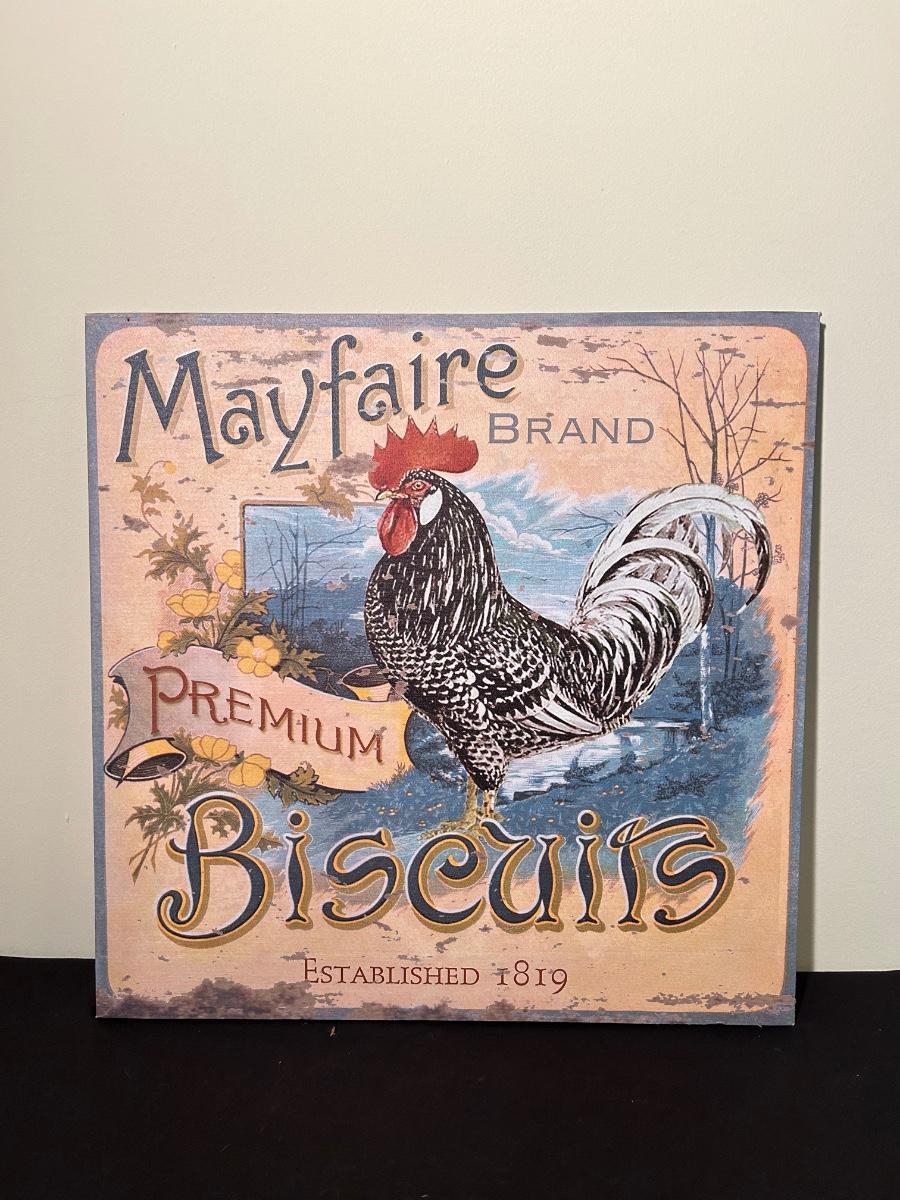 Mayfaire
BRAND
PREMIUM
Biscuits
ESTABLISHED 1819